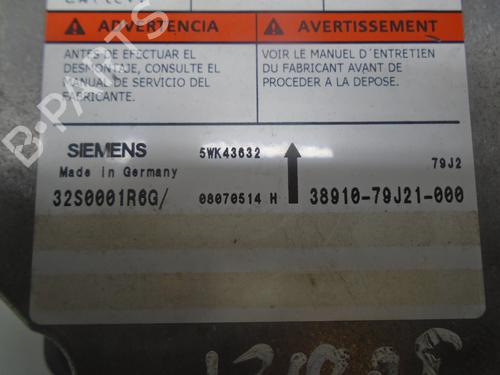 ADVERTENCIA
ANTES DE EFECTUAR EL
DESMONTAJE, CONSULTE EL
MANUAL DE SERVICIO DEL
FABRICANTE.
AVERTISSEMENT
VOIR LE MANUEL D´ENTRETIEN
DU FABRICANT AVANT DE
PROCEDER A LA DEPOSE.
SIEMENS
5WK43632
79J2
Made in Germany
32S0001R6G/
08070514 H
38910-79J21-000
B-PARTS